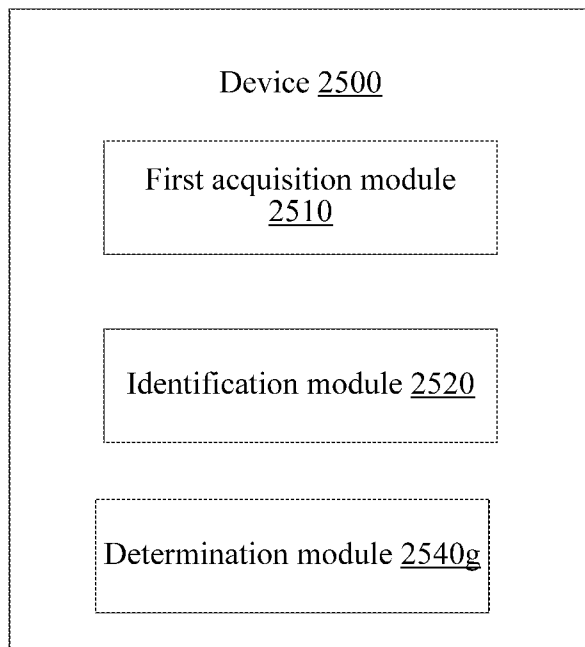 Device 2500
First acquisition module
2510
Identification module 2520
Determination module 2540g